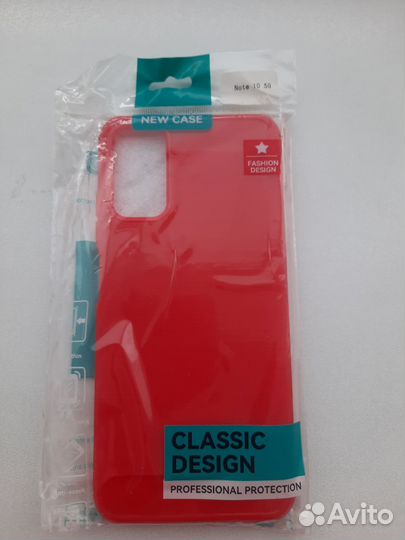 Note 10 5G
NEW CASE
FASHION
DESIGN
CLASSIC
DESIGN
PROFESSIONAL PROTECTION
Avito